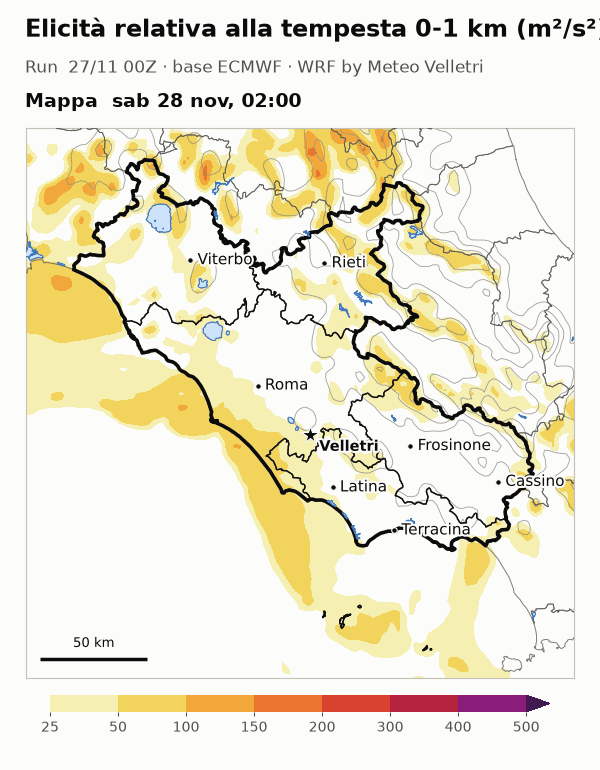 Elicità relativa alla tempesta 0-1 km (m²/s²)
Run  27/11 00Z · base ECMWF · WRF by Meteo Velletri
Mappa  sab 28 nov, 02:00
Viterbo
Rieti
Roma
Velletri
Frosinone
Latina
Cassino
Terracina
50 km
25 50 100 150 200 300 400 500